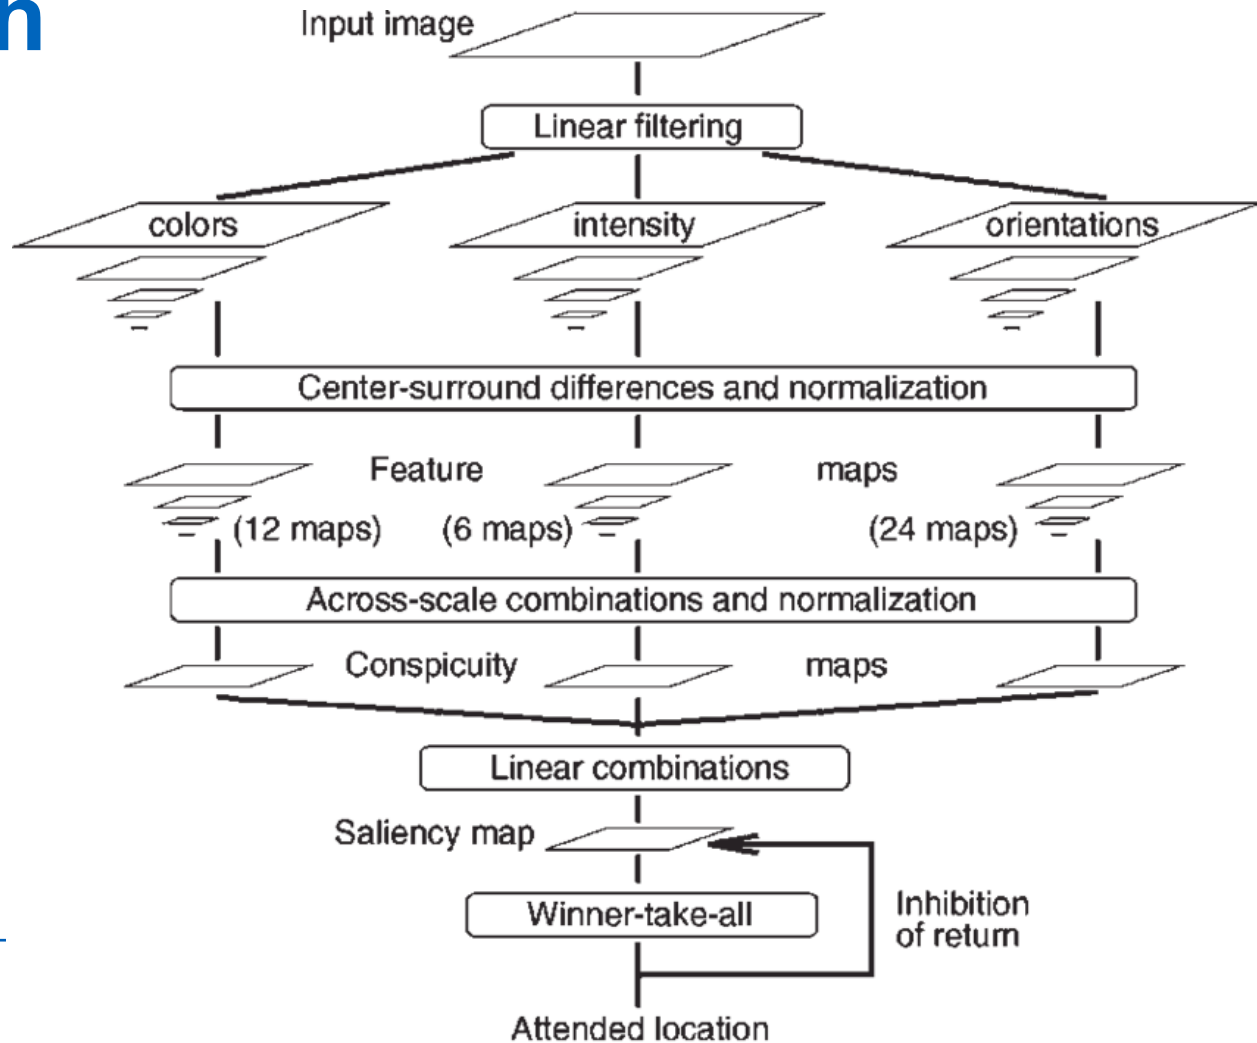 n
Input image
Linear filtering
colors
intensity
orientations
Center-surround differences and normalization
Feature
maps
(12 maps)
(6 maps)
(24 maps)
Across-scale combinations and normalization
Conspicuity
maps
Linear combinations
Saliency map
Winner-take-all
Inhibition
of return
Attended location